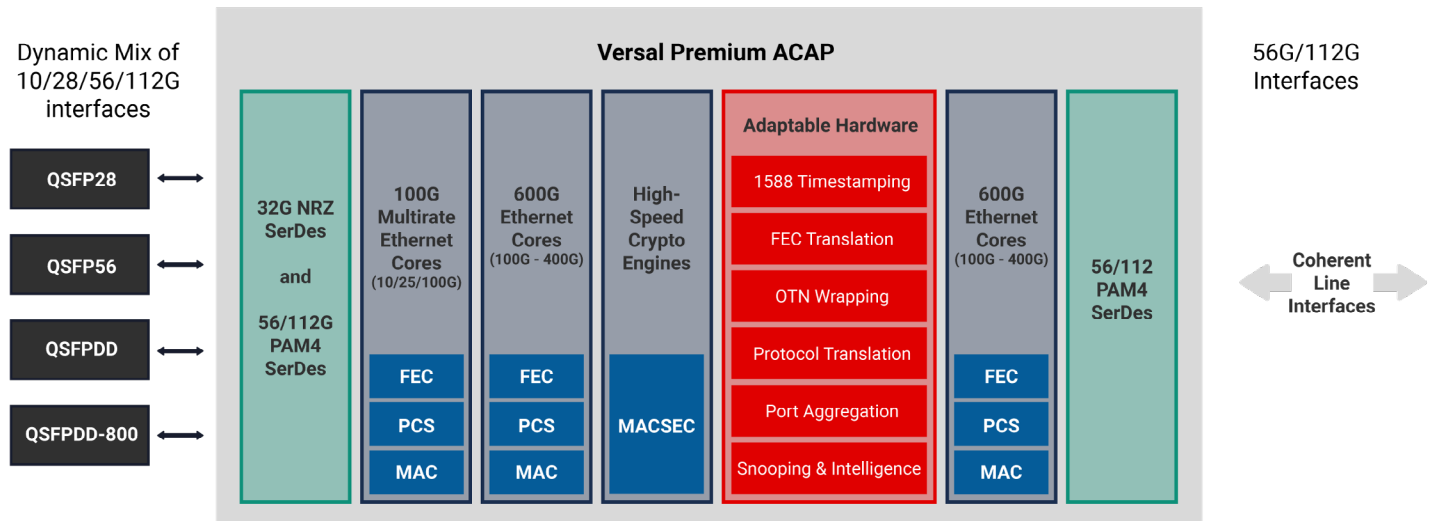 Dynamic Mix of
10/28/56/112G
interfaces
QSFP28
QSFP56
QSFPDD
QSFPDD-800
Versal Premium ACAP
32G NRZ
SerDes
and
56/112G
PAM4
SerDes
100G
Multirate
Ethernet
Cores
(10/25/100G)
FEC
PCS
MAC
600G
Ethernet
Cores
(100G - 400G)
FEC
PCS
MAC
High-
Speed
Crypto
Engines
MACSEC
Adaptable Hardware
1588 Timestamping
FEC Translation
OTN Wrapping
Protocol Translation
Port Aggregation
Snooping & Intelligence
600G
Ethernet
Cores
(100G - 400G)
FEC
PCS
MAC
56/112
PAM4
SerDes
56G/112G
Interfaces
Coherent
Line
Interfaces